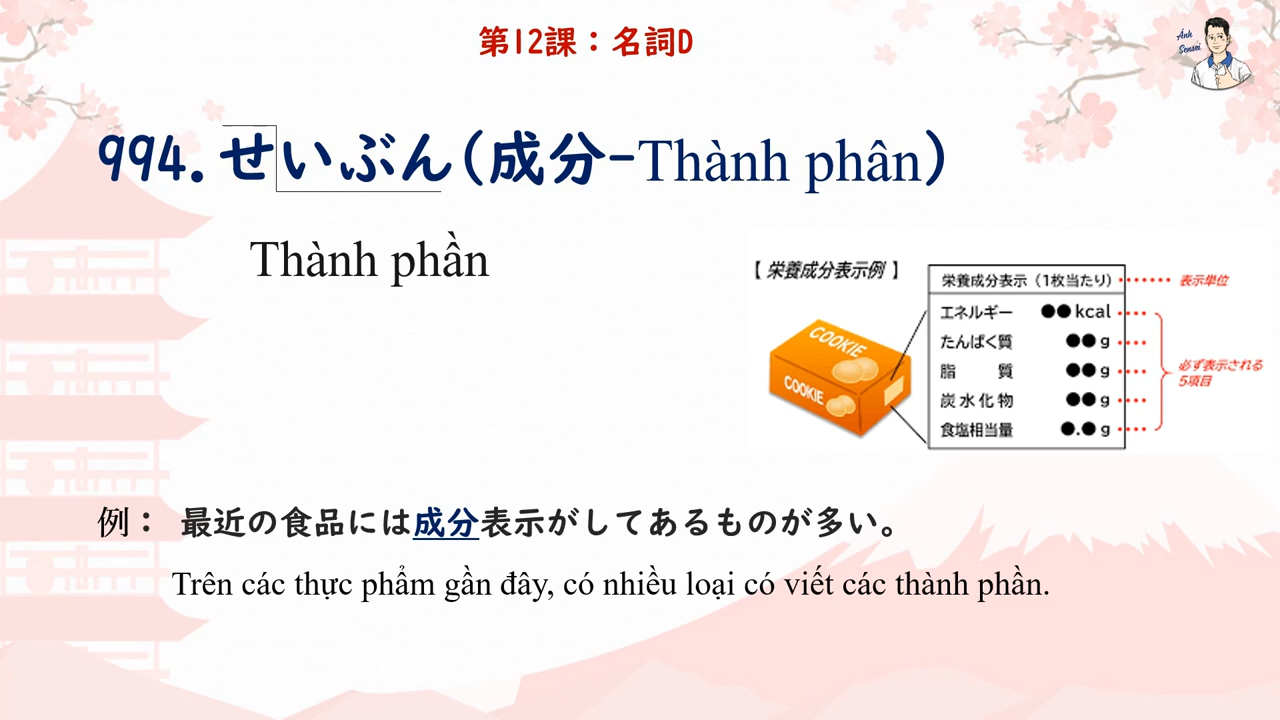 第12課：名詞D
Anh
Sensei
994.せいぶん(成分-Thành phân)
Thành phần
【 栄養成分表示例 】
栄養成分表示（1枚当たり）
表示単位
エネルギー ●●kcal
たんぱく質 ●●g
脂 質 ●●g
炭水化物 ●●g
食塩相当量 ●.●g
必ず表示される
5項目
COOKIE
COOKIE
例： 最近の食品には成分表示がしてあるものが多い。
Trên các thực phẩm gần đây, có nhiều loại có viết các thành phần.